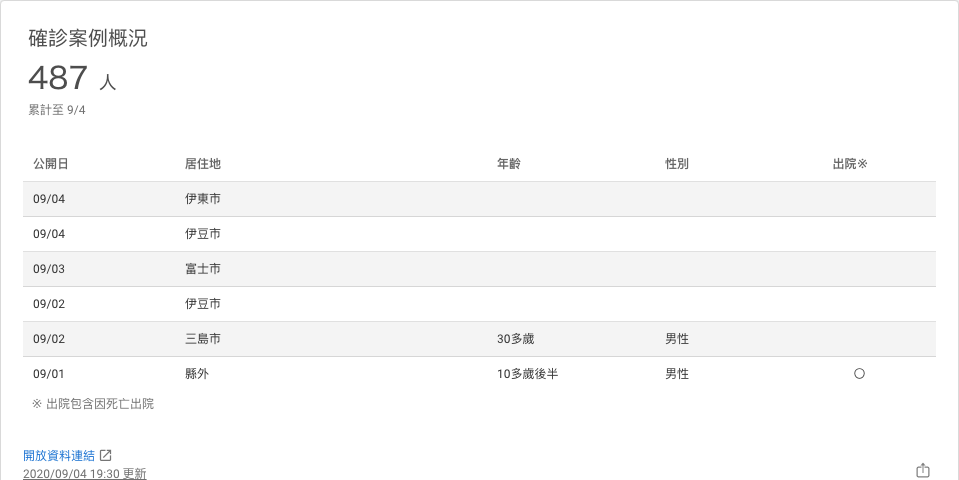 確診案例概況
487 人
累計至 9/4
公開日 居住地 年齡 性別 出院※
09/04 伊東市
09/04 伊豆市
09/03 富士市
09/02 伊豆市
09/02 三島市 30多歲 男性
09/01 縣外 10多歲後半 男性 ○
※ 出院包含因死亡出院
開放資料連結
2020/09/04 19:30 更新